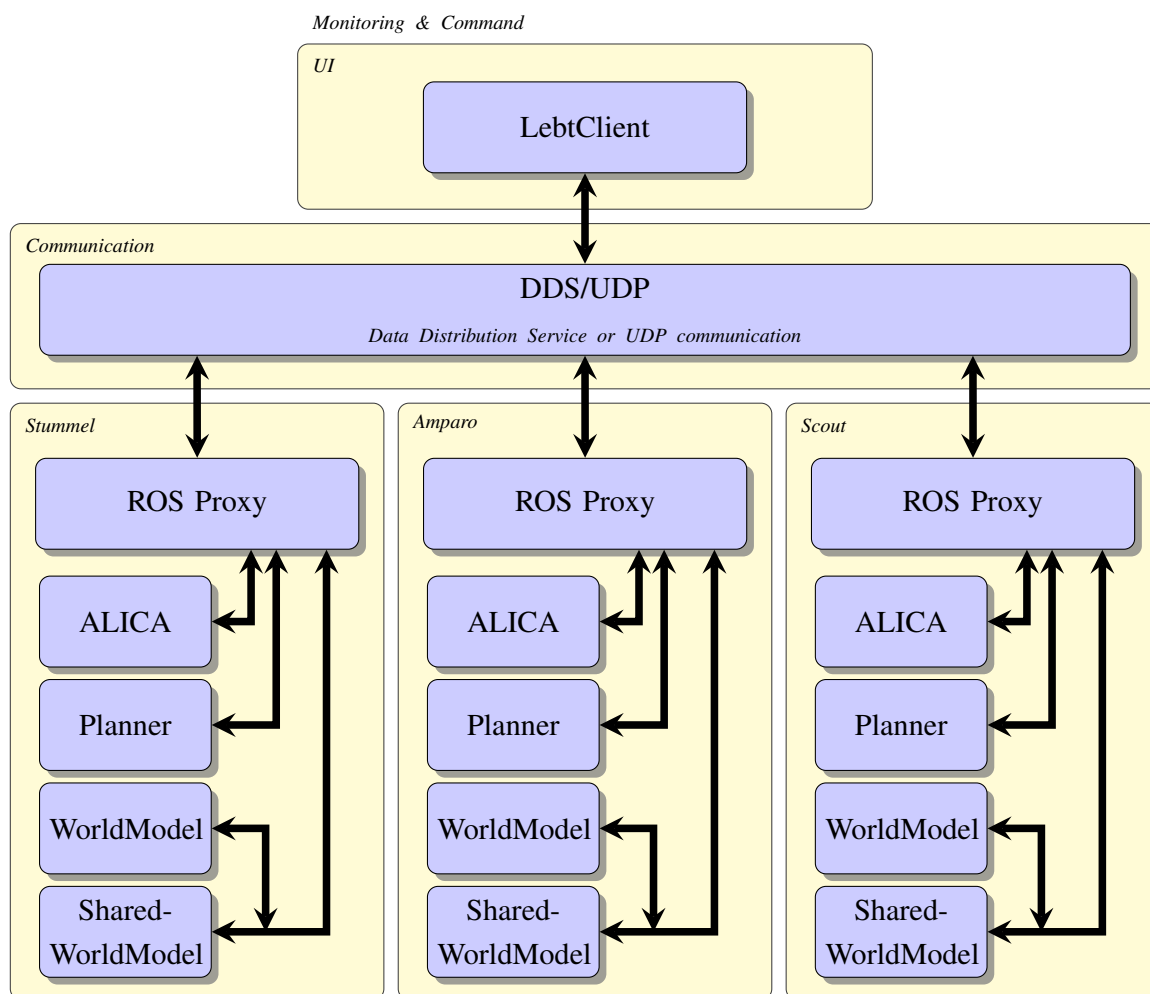 Monitoring & Command
UI
LebtClient
Communication
DDS/UDP
Data Distribution Service or UDP communication
Stummel
ROS Proxy
ALICA
Planner
WorldModel
Shared-
WorldModel
Amparo
ROS Proxy
ALICA
Planner
WorldModel
Shared-
WorldModel
Scout
ROS Proxy
ALICA
Planner
WorldModel
Shared-
WorldModel